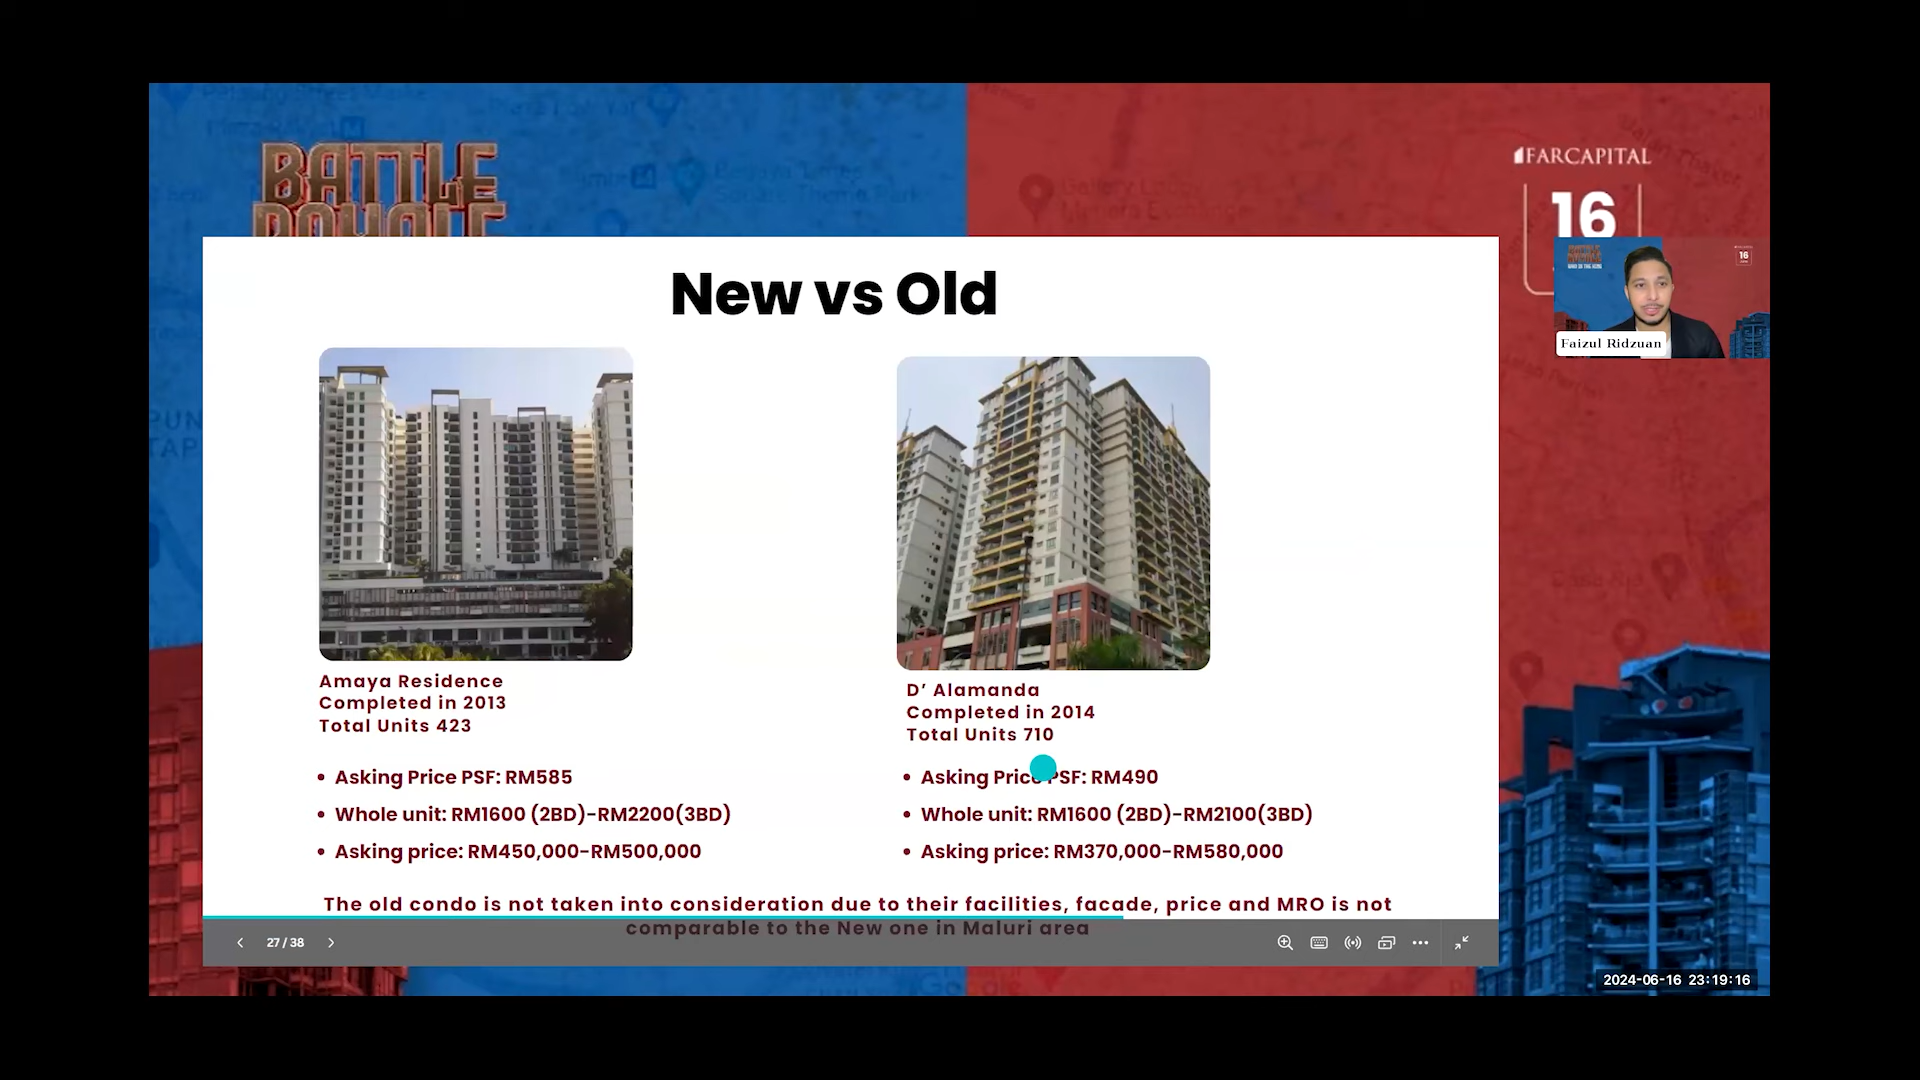 BATTLE
ROYALE
FARCAPITAL
16
New vs Old
16
Faizul Ridzuan
Amaya Residence
Completed in 2013
Total Units 423
• Asking Price PSF: RM585
• Whole unit: RM1600 (2BD)-RM2200(3BD)
• Asking price: RM450,000-RM500,000
D’ Alamanda
Completed in 2014
Total Units 710
• Asking Price PSF: RM490
• Whole unit: RM1600 (2BD)-RM2100(3BD)
• Asking price: RM370,000-RM580,000
The old condo is not taken into consideration due to their facilities, facade, price and MRO is not
comparable to the New one in Maluri area
27 / 38
2024-06-16 23:19:16